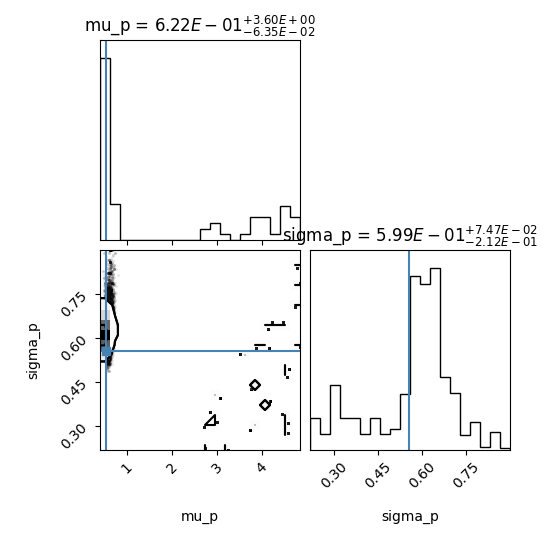 mu_p = 6.22E − 01+3.60E + 00 −6.35E − 02
sigma_p = 5.99E − 01+7.47E − 02 −2.12E − 01
sigma_p
0.75
0.60
0.45
0.30
1 2 3 4
0.30 0.45 0.60 0.75
mu_p
sigma_p